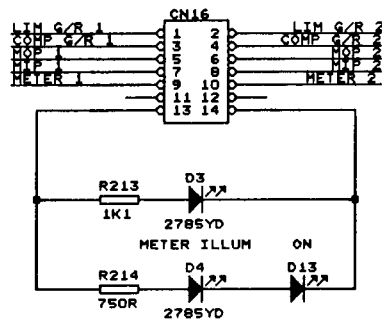 CN16
LIM G/R 1 1 2 LIM G/R 2
COMP G/R 1 3 4 COMP G/R 2
MOP 1 5 6 MOP 2
MIP 1 7 8 MIP 2
METER 1 9 10 METER 2
11 12
13 14
R213 D3
1K1 2785YD
METER ILLUM ON
R214 D4 D13
750R 2785YD